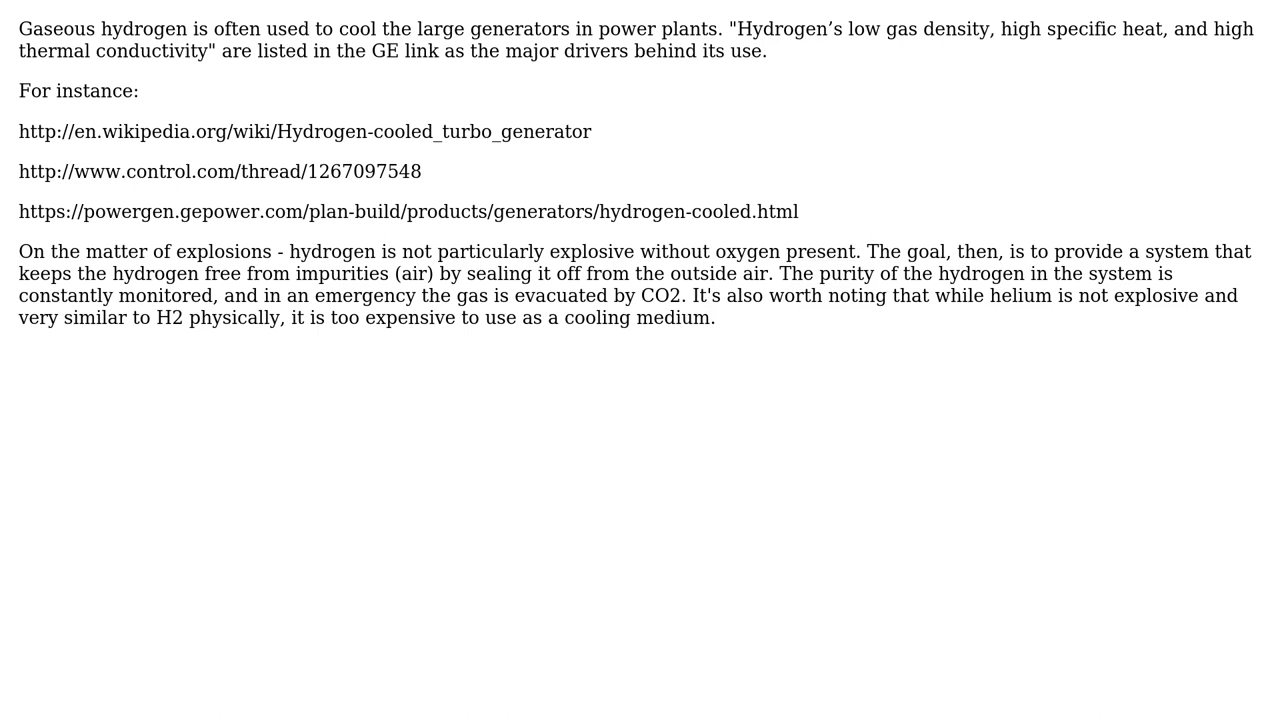 Gaseous hydrogen is often used to cool the large generators in power plants. "Hydrogen’s low gas density, high specific heat, and high
thermal conductivity" are listed in the GE link as the major drivers behind its use.
For instance:
http://en.wikipedia.org/wiki/Hydrogen-cooled_turbo_generator
http://www.control.com/thread/1267097548
https://powergen.gepower.com/plan-build/products/generators/hydrogen-cooled.html
On the matter of explosions - hydrogen is not particularly explosive without oxygen present. The goal, then, is to provide a system that
keeps the hydrogen free from impurities (air) by sealing it off from the outside air. The purity of the hydrogen in the system is
constantly monitored, and in an emergency the gas is evacuated by CO2. It's also worth noting that while helium is not explosive and
very similar to H2 physically, it is too expensive to use as a cooling medium.